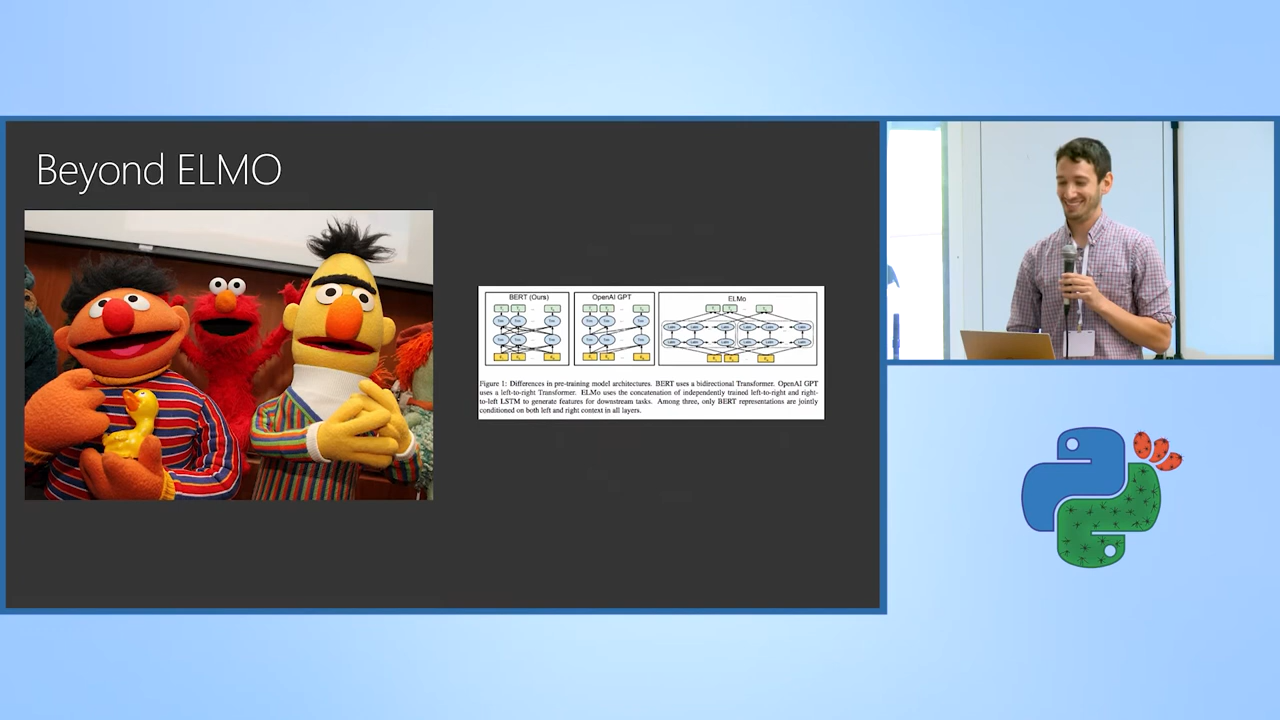 Beyond ELMO
BERT (Ours)
OpenAI GPT
ELMo
Figure 1: Differences in pre-training model architectures. BERT uses a bidirectional Transformer. OpenAI GPT
uses a left-to-right Transformer. ELMo uses the concatenation of independently trained left-to-right and right-
to-left LSTM to generate features for downstream tasks. Among three, only BERT representations are jointly
conditioned on both left and right context in all layers.